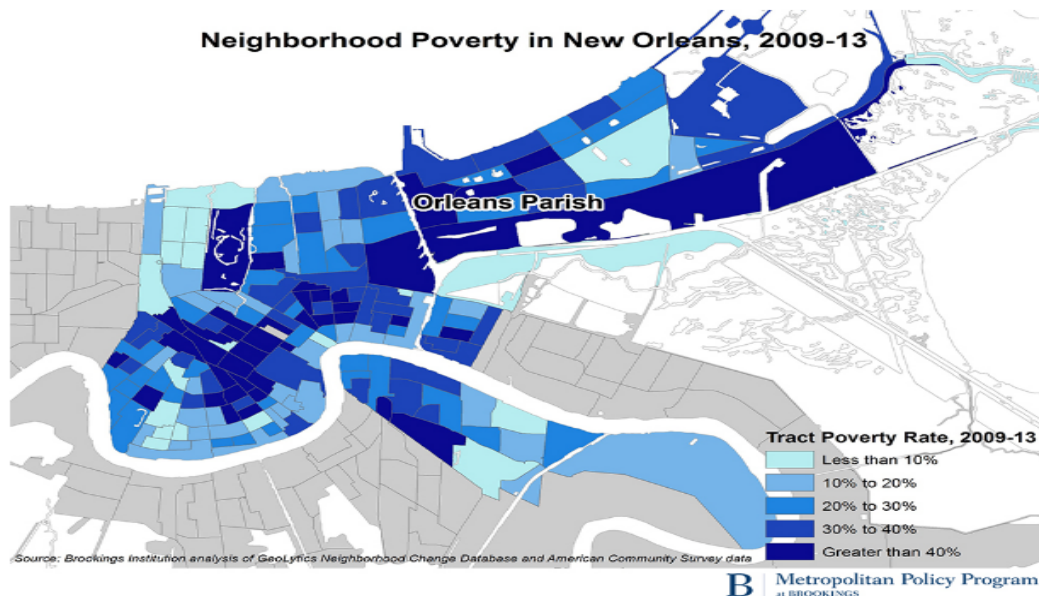 Neighborhood Poverty in New Orleans, 2009-13
Orleans Parish
Tract Poverty Rate, 2009-13
Less than 10%
10% to 20%
20% to 30%
30% to 40%
Greater than 40%
Source: Brookings Institution analysis of GeoLytics Neighborhood Change Database and American Community Survey data
B | Metropolitan Policy Program
at BROOKINGS